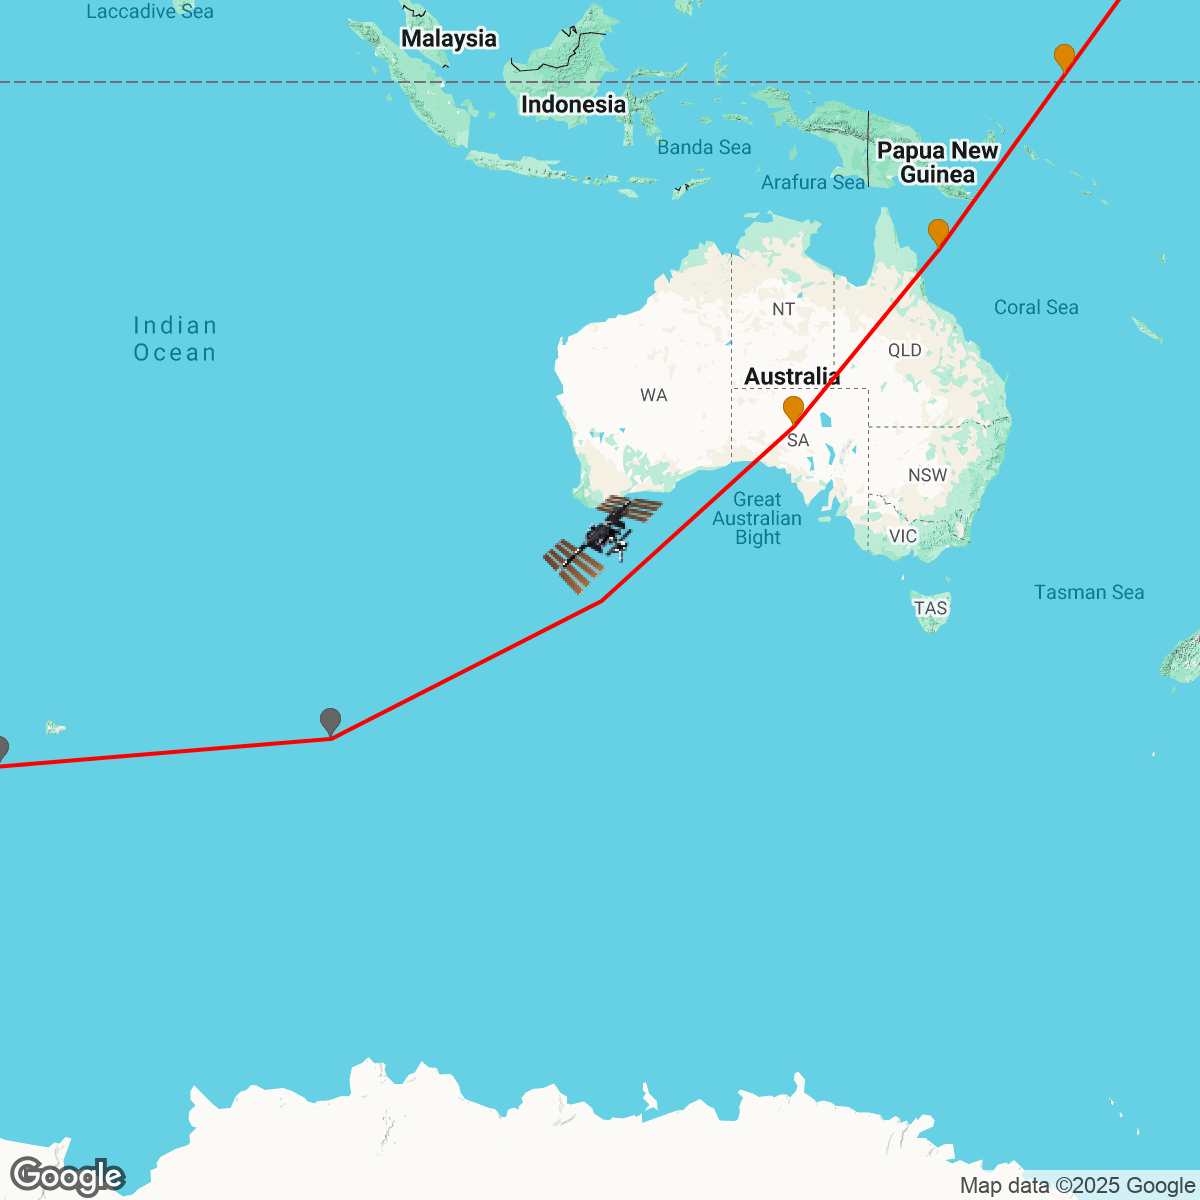 Laccadive Sea
Malaysia
Indonesia
Banda Sea
Papua New
Guinea
Arafura Sea
Indian
Ocean
NT
Coral Sea
QLD
Australia
WA
SA
NSW
Great
Australian
Bight
VIC
Tasman Sea
TAS
Google
Map data ©2025 Google